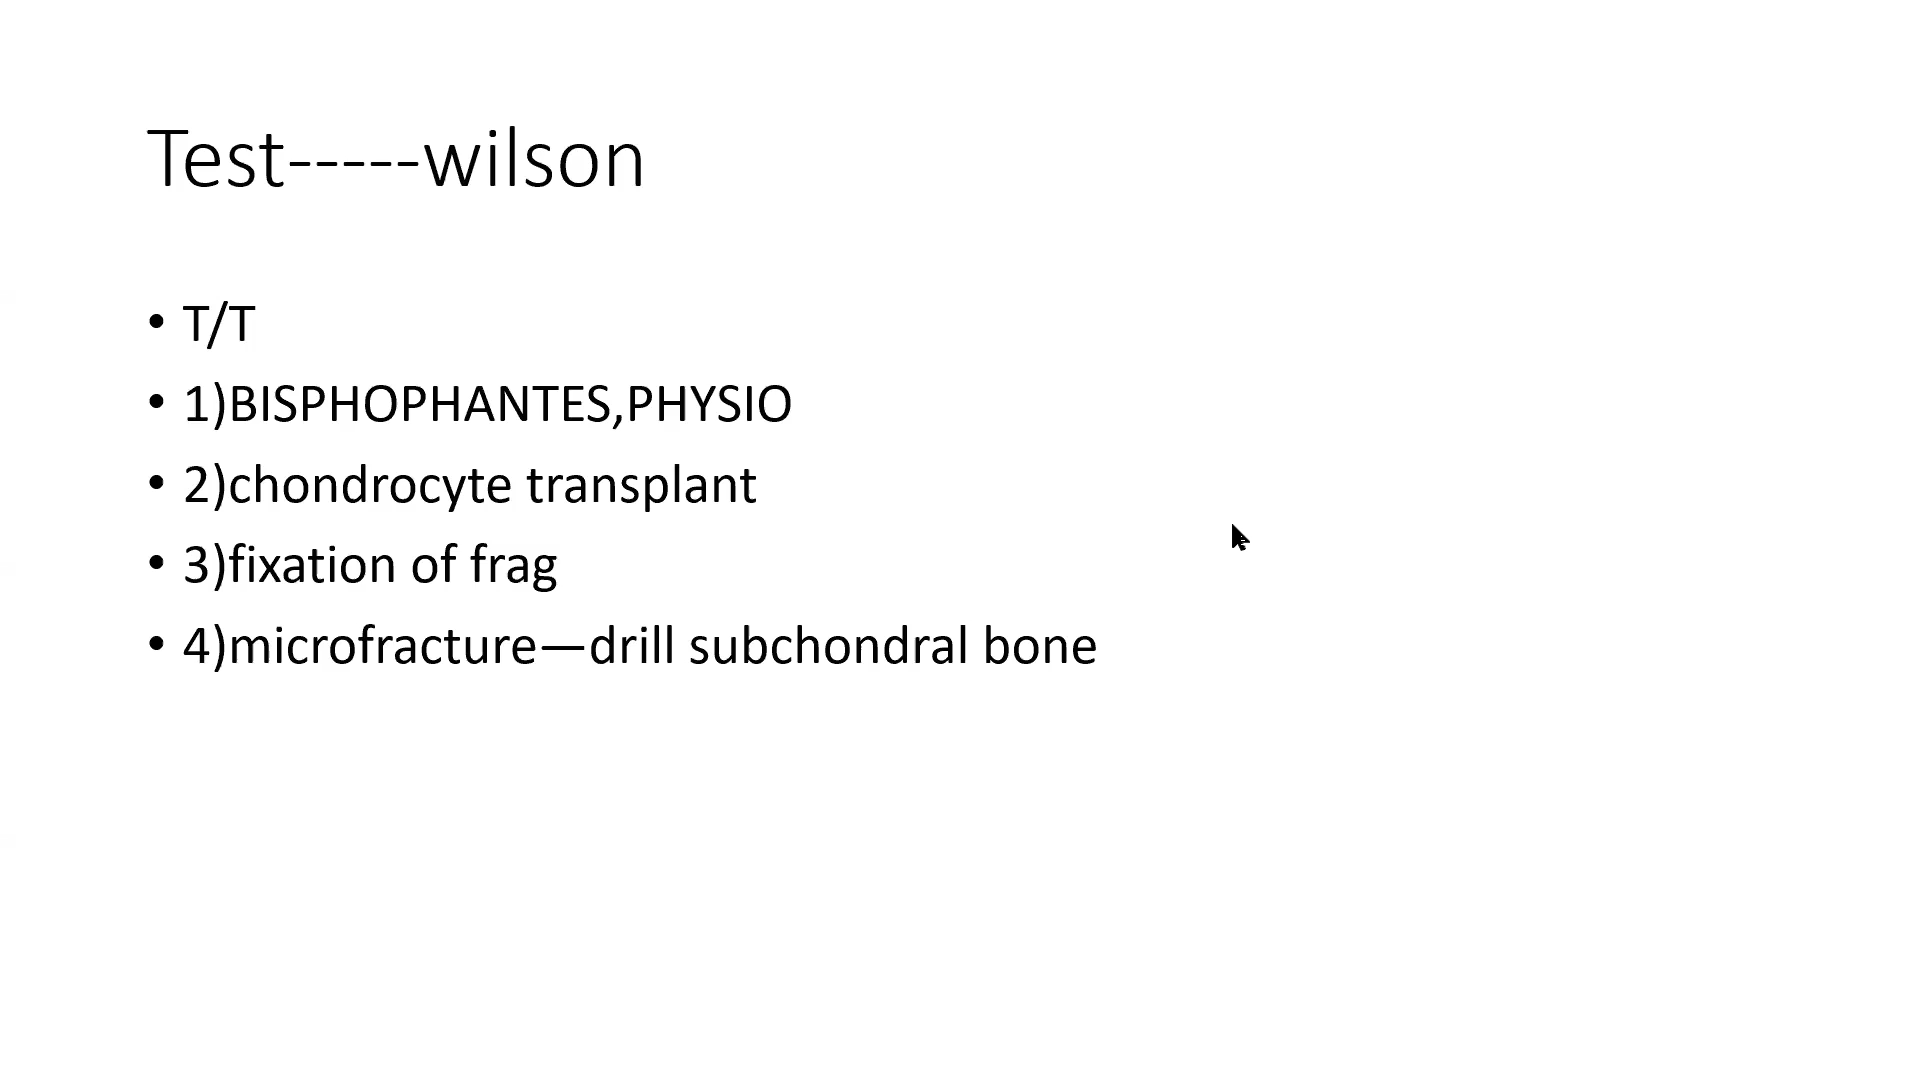 Test-----wilson
• T/T
• 1)BISPHOPHANTES,PHYSIO
• 2)chondrocyte transplant
• 3)fixation of frag
• 4)microfracture—drill subchondral bone